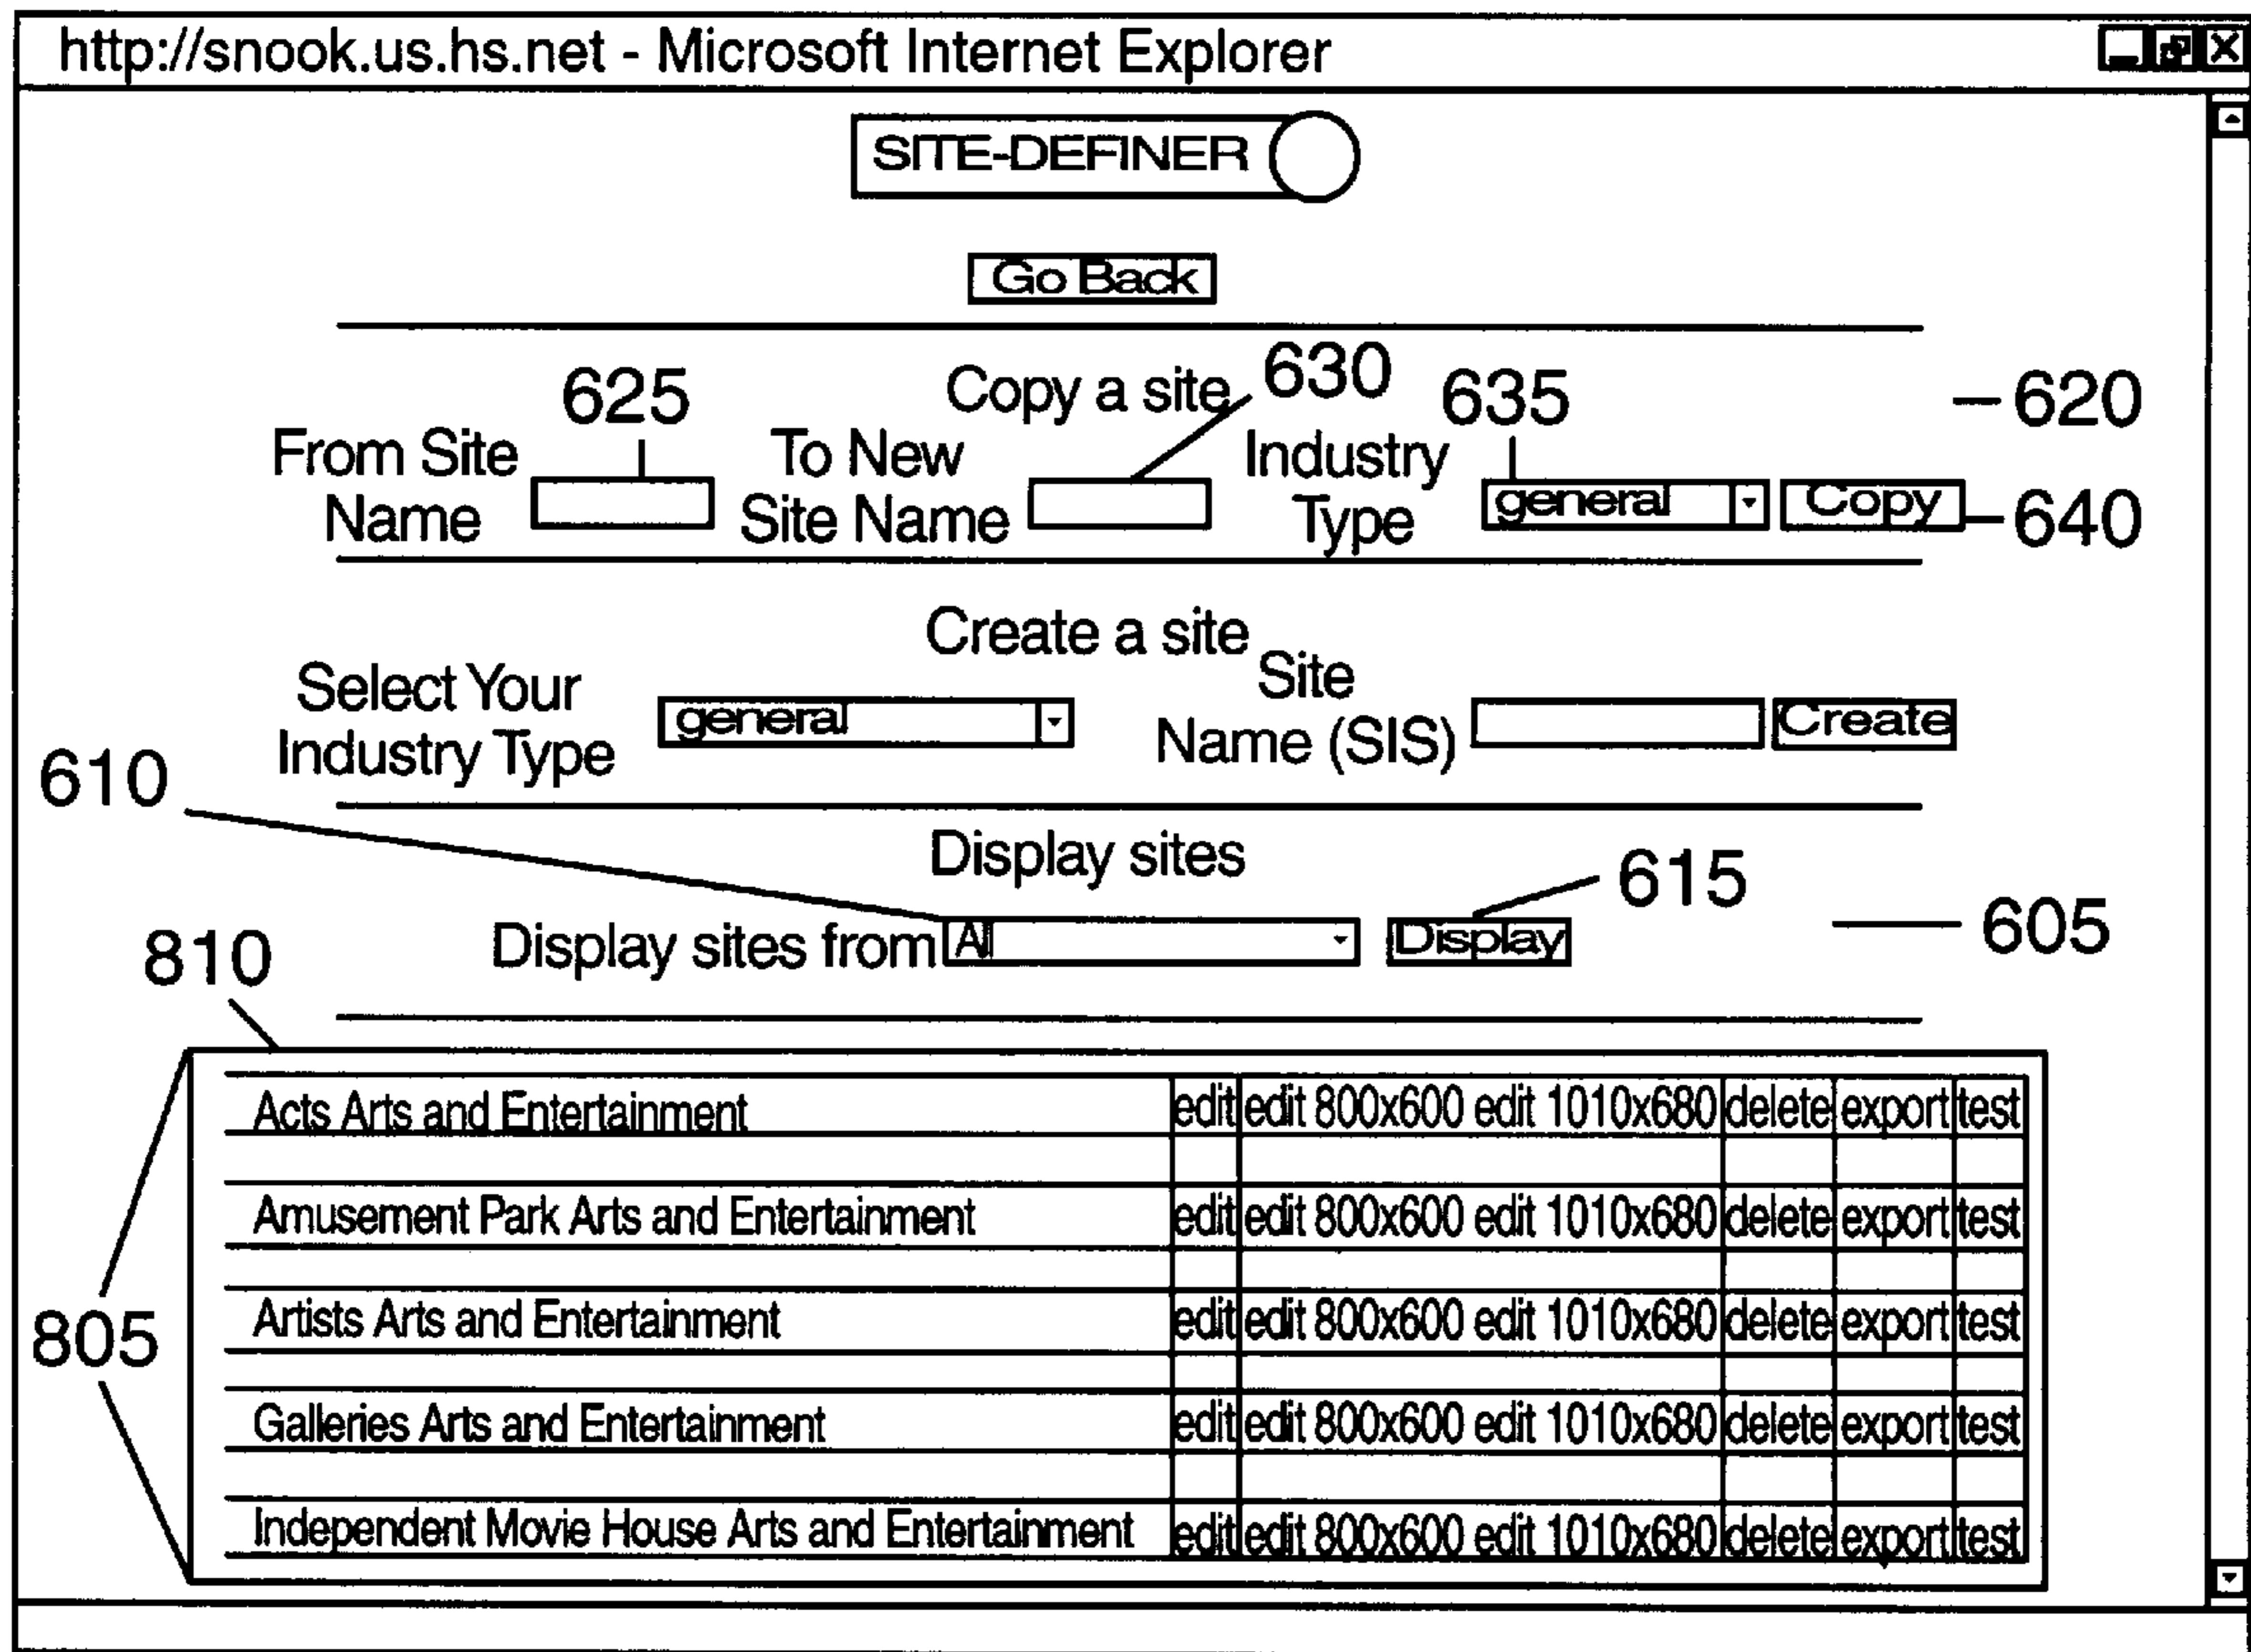 http://snook.us.hs.net - Microsoft Internet Explorer
SITE-DEFINER
Go Back
Copy a site
625
630
635
620
From Site Name
To New Site Name
Industry Type
general
Copy
640
Create a site
Select Your Industry Type
general
Site Name (SIS)
Create
610
Display sites
615
605
Display sites from
All
Display
810
805
Acts Arts and Entertainment edit edit 800x600 edit 1010x680 delete export test
Amusement Park Arts and Entertainment edit edit 800x600 edit 1010x680 delete export test
Artists Arts and Entertainment edit edit 800x600 edit 1010x680 delete export test
Galleries Arts and Entertainment edit edit 800x600 edit 1010x680 delete export test
Independent Movie House Arts and Entertainment edit edit 800x600 edit 1010x680 delete export test